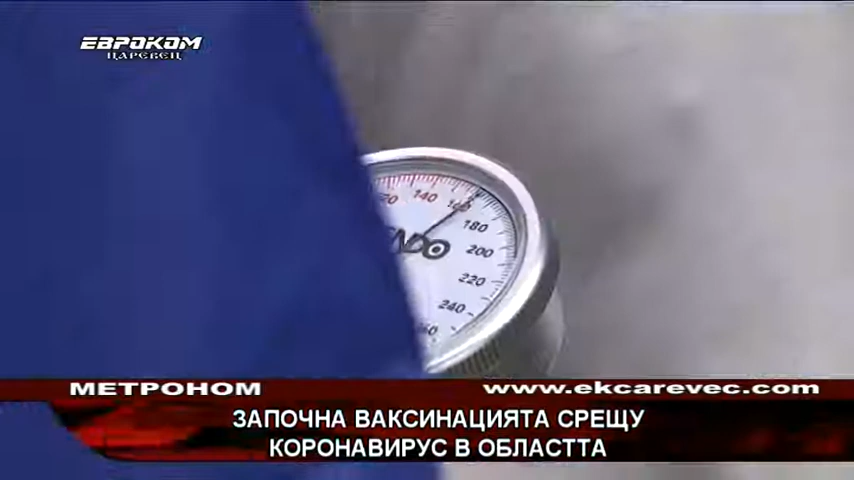 ЕВРОКОМ
ЦАРЕВЕЦ
140
160
180
200
220
240
МЕТРОНОМ
www.ekcarevec.com
ЗАПОЧНА ВАКСИНАЦИЯТА СРЕЩУ
КОРОНАВИРУС В ОБЛАСТТА